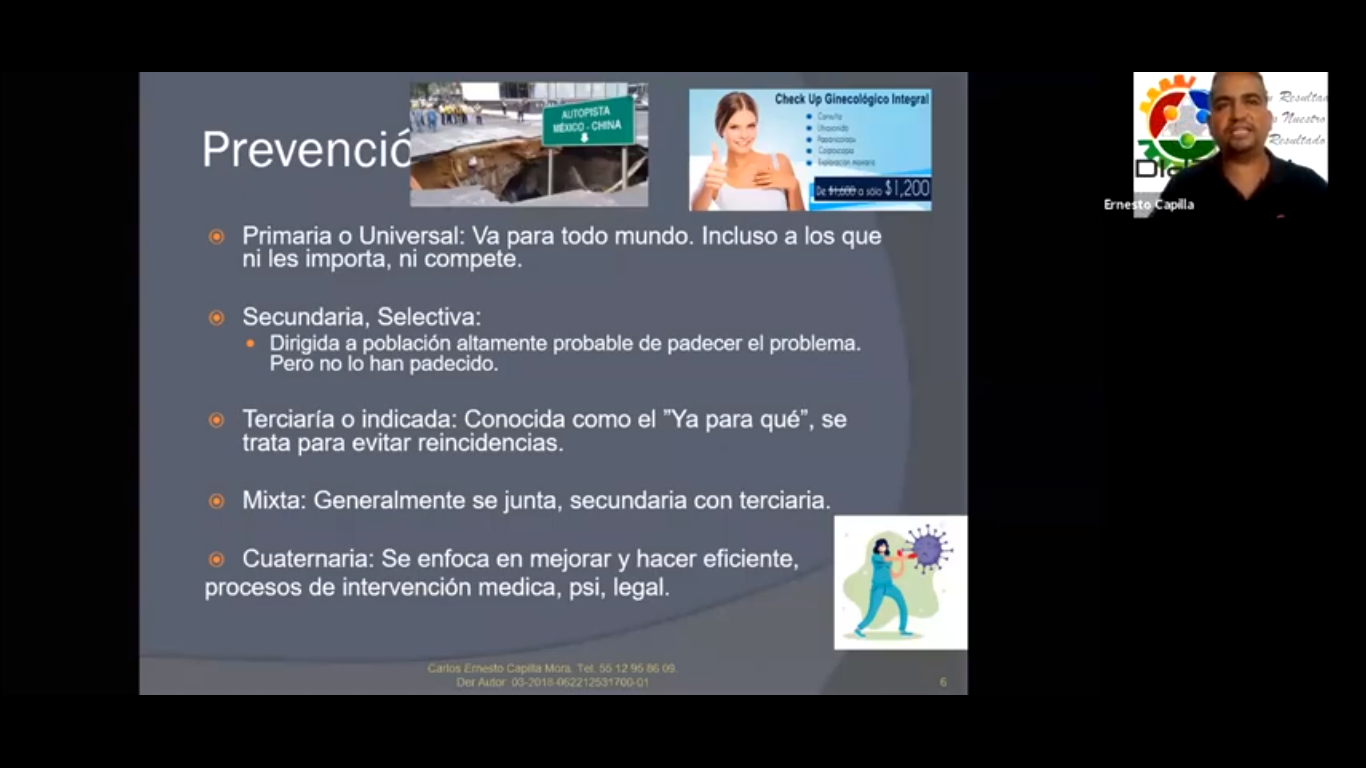 Prevenció
AUTOPISTA
MÉXICO - CHINA
Check Up Ginecológico Integral
Consulta
Ultrasonido
Papanicolaou
Colposcopia
Exploración mamaria
De $1,600 a sólo $1,200
Primaria o Universal: Va para todo mundo. Incluso a los que
ni les importa, ni compete.
Secundaria, Selectiva:
Dirigida a población altamente probable de padecer el problema.
Pero no lo han padecido.
Terciaría o indicada: Conocida como el ”Ya para qué”, se
trata para evitar reincidencias.
Mixta: Generalmente se junta, secundaria con terciaria.
Cuaternaria: Se enfoca en mejorar y hacer eficiente,
procesos de intervención medica, psi, legal.
Carlos Ernesto Capilla Mora. Tel. 55 12 95 86 09.
Der Autor: 03-2018-062212531700-01
6
Resultan
Nuestro
Resultado
Ernesto Capilla